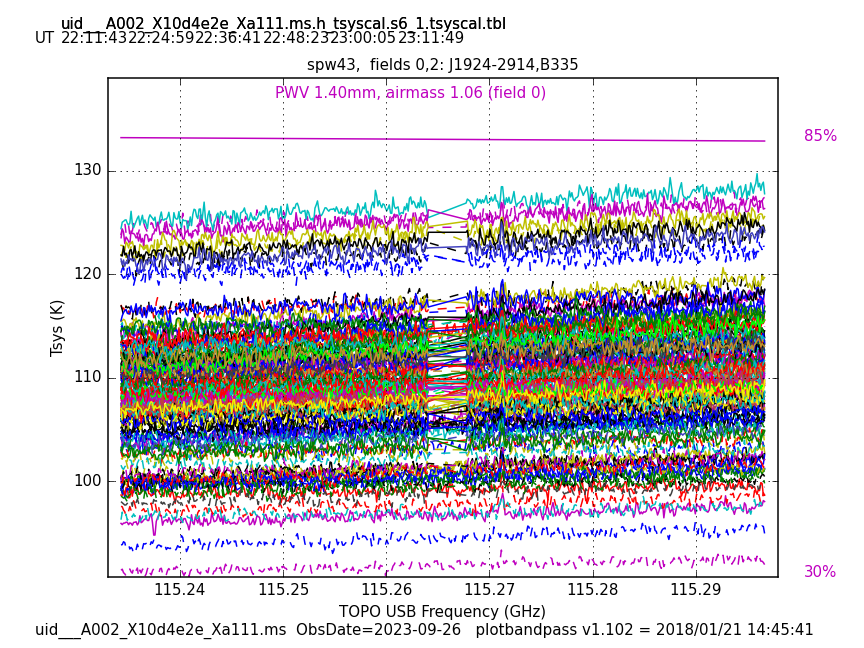 uid___A002_X10d4e2e_Xa111.ms.h_tsyscal.s6_1.tsyscal.tbl
UT 22:11:43 22:24:59 22:36:41 22:48:23 23:00:05 23:11:49
spw43, fields 0,2: J1924-2914,B335
PWV 1.40mm, airmass 1.06 (field 0)
85%
130
120
110
100
Tsys (K)
30%
115.24 115.25 115.26 115.27 115.28 115.29
TOPO USB Frequency (GHz)
uid___A002_X10d4e2e_Xa111.ms ObsDate=2023-09-26 plotbandpass v1.102 = 2018/01/21 14:45:41